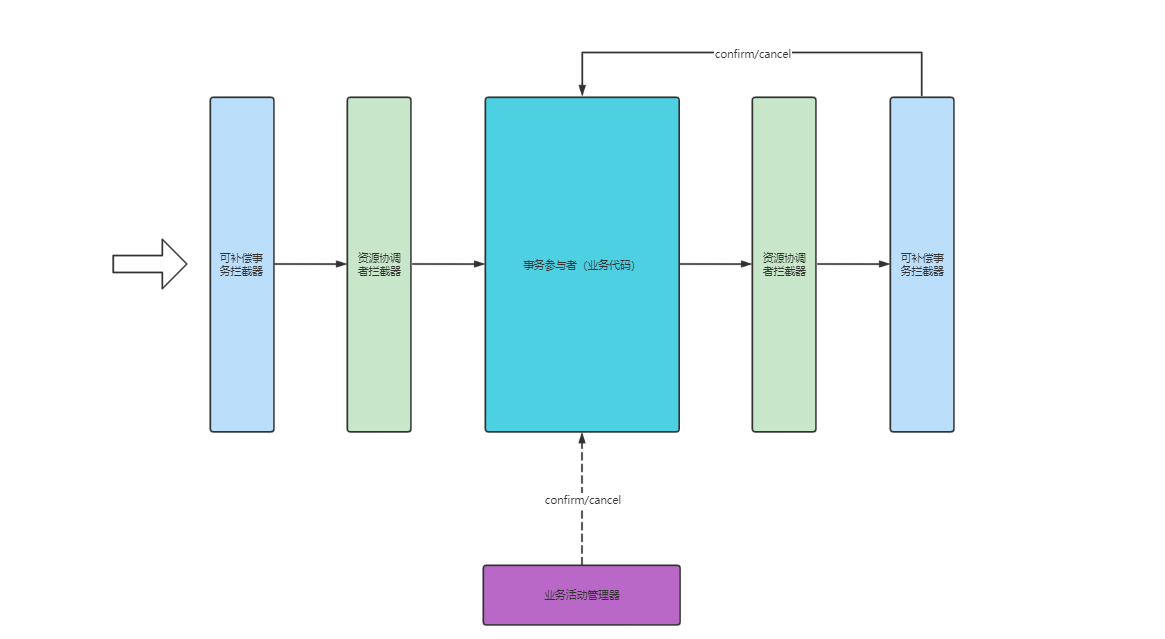 confirm/cancel
可补偿事
务拦截器
资源协调
者拦截器
事务参与者（业务代码）
资源协调
者拦截器
可补偿事
务拦截器
confirm/cancel
业务活动管理器